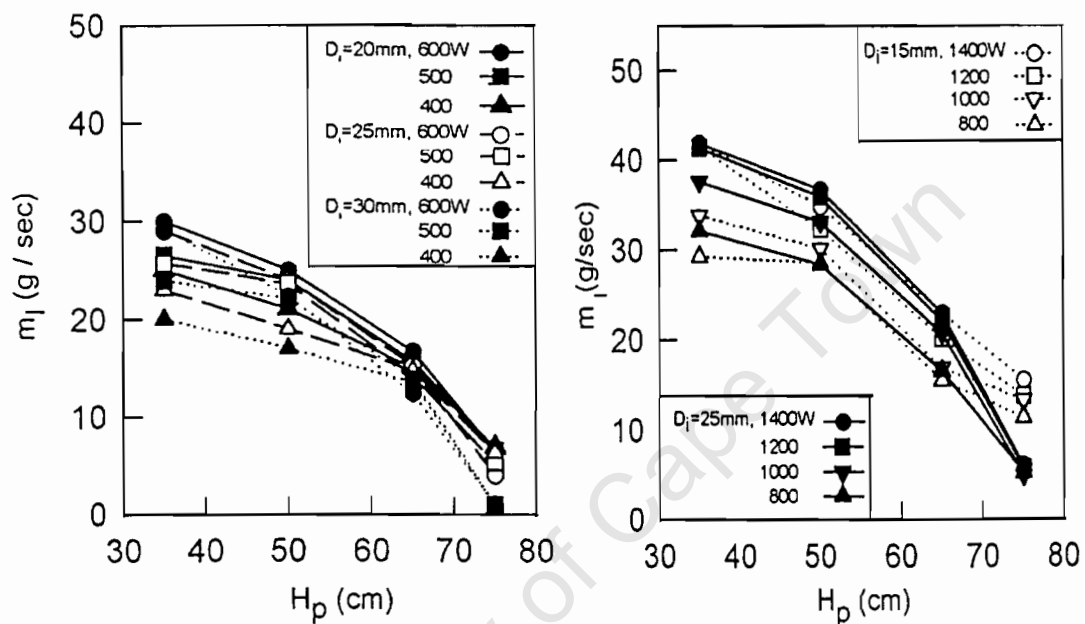 50
40
30
20
10
0
m_l (g / sec)
30 40 50 60 70 80
H_p (cm)
D_i=20mm, 600W
500
400
D_i=25mm, 600W
500
400
D_i=30mm, 600W
500
400
50
40
30
20
10
0
m_l (g/sec)
30 40 50 60 70 80
H_p (cm)
D_i=15mm, 1400W
1200
1000
800
D_i=25mm, 1400W
1200
1000
800
of Cape Town